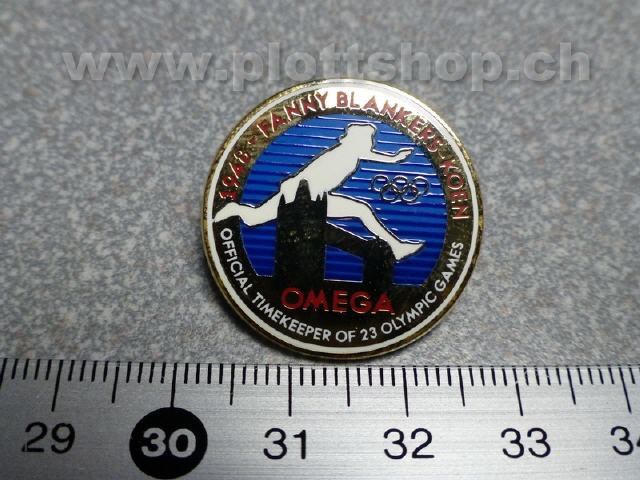 www.plottshop.ch
1948 - FANNY BLANKERS-KOEN
OMEGA
OFFICIAL TIMEKEEPER OF 23 OLYMPIC GAMES
29 30 31 32 33 34